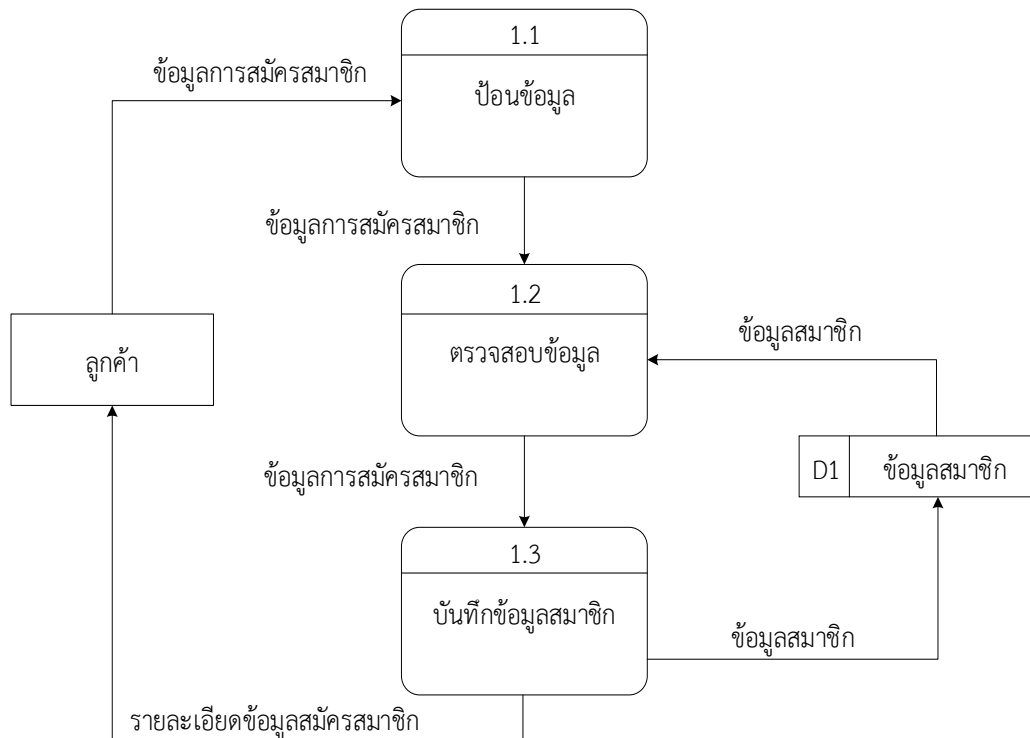 1.1
ข้อมูลการสมัครสมาชิก
ป้อนข้อมูล
ข้อมูลการสมัครสมาชิก
1.2
ข้อมูลสมาชิก
ลูกค้า
ตรวจสอบข้อมูล
D1
ข้อมูลสมาชิก
ข้อมูลการสมัครสมาชิก
1.3
บันทึกข้อมูลสมาชิก
ข้อมูลสมาชิก
รายละเอียดข้อมูลสมัครสมาชิก